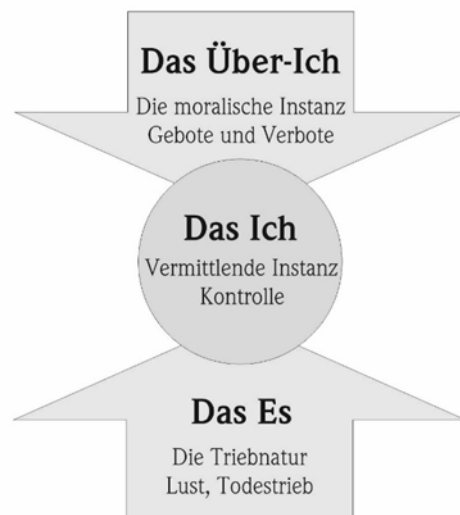 Das Über-Ich
Die moralische Instanz
Gebote und Verbote
Das Ich
Vermittlende Instanz
Kontrolle
Das Es
Die Triebnatur
Lust, Todestrieb